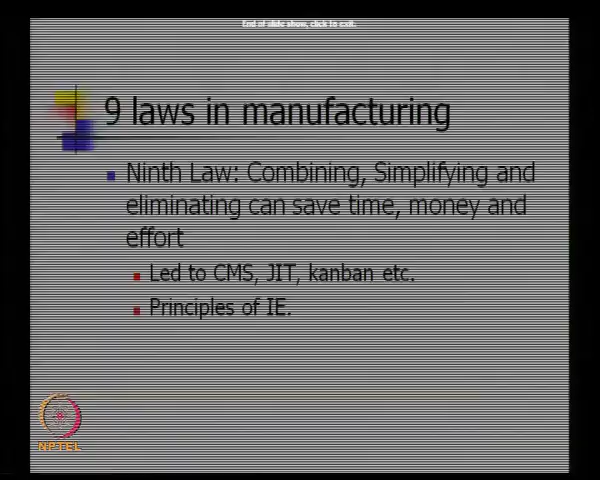 End of slide show, click to exit.
9 laws in manufacturing
Ninth Law: Combining, Simplifying and
eliminating can save time, money and
effort
Led to CMS, JIT, kanban etc.
Principles of IE.
NPTEL